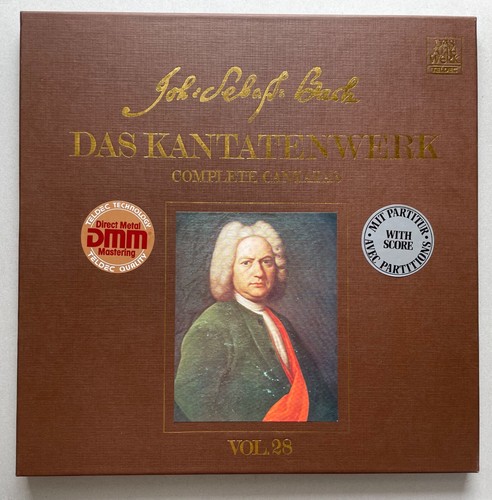 Joh: Sebast: Bach
DAS KANTATENWERK
COMPLETE CANTATAS
TELDEC TECHNOLOGY
Direct Metal
DMM
Mastering
TELDEC QUALITY
MIT PARTITUR
WITH
SCORE
AVEC PARTITIONS
VOL.28